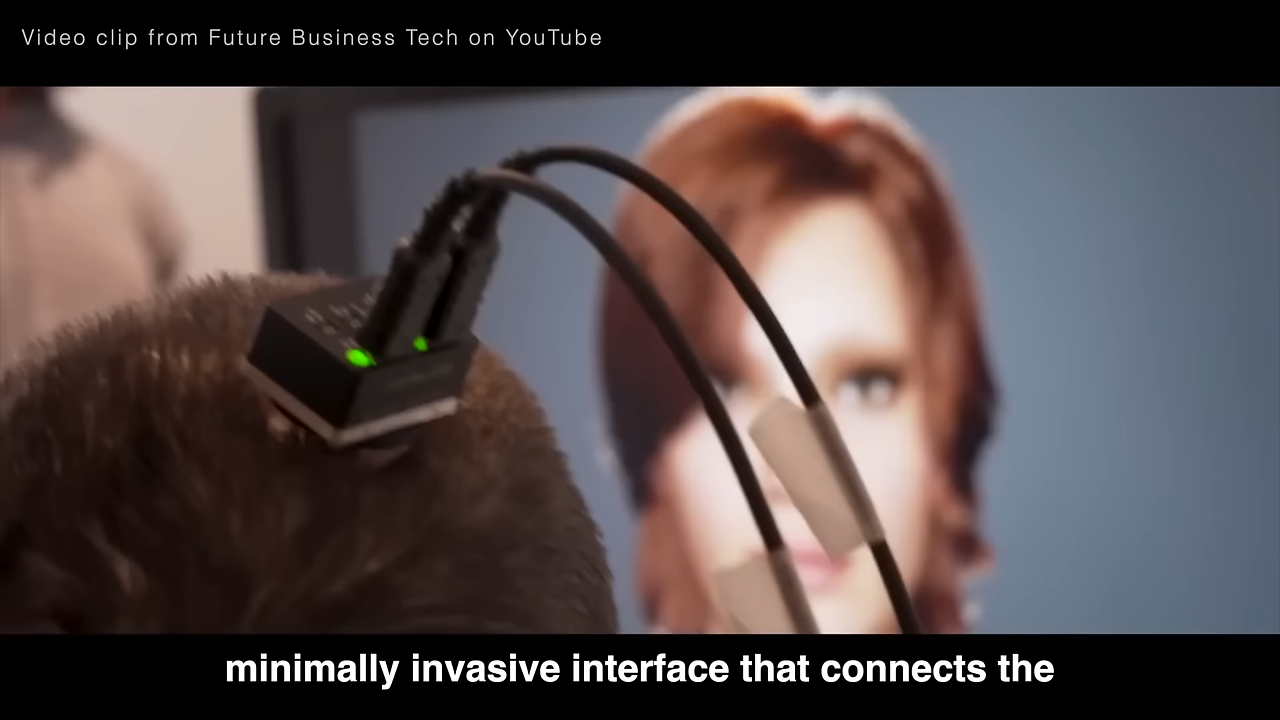 Video clip from Future Business Tech on YouTube
minimally invasive interface that connects the